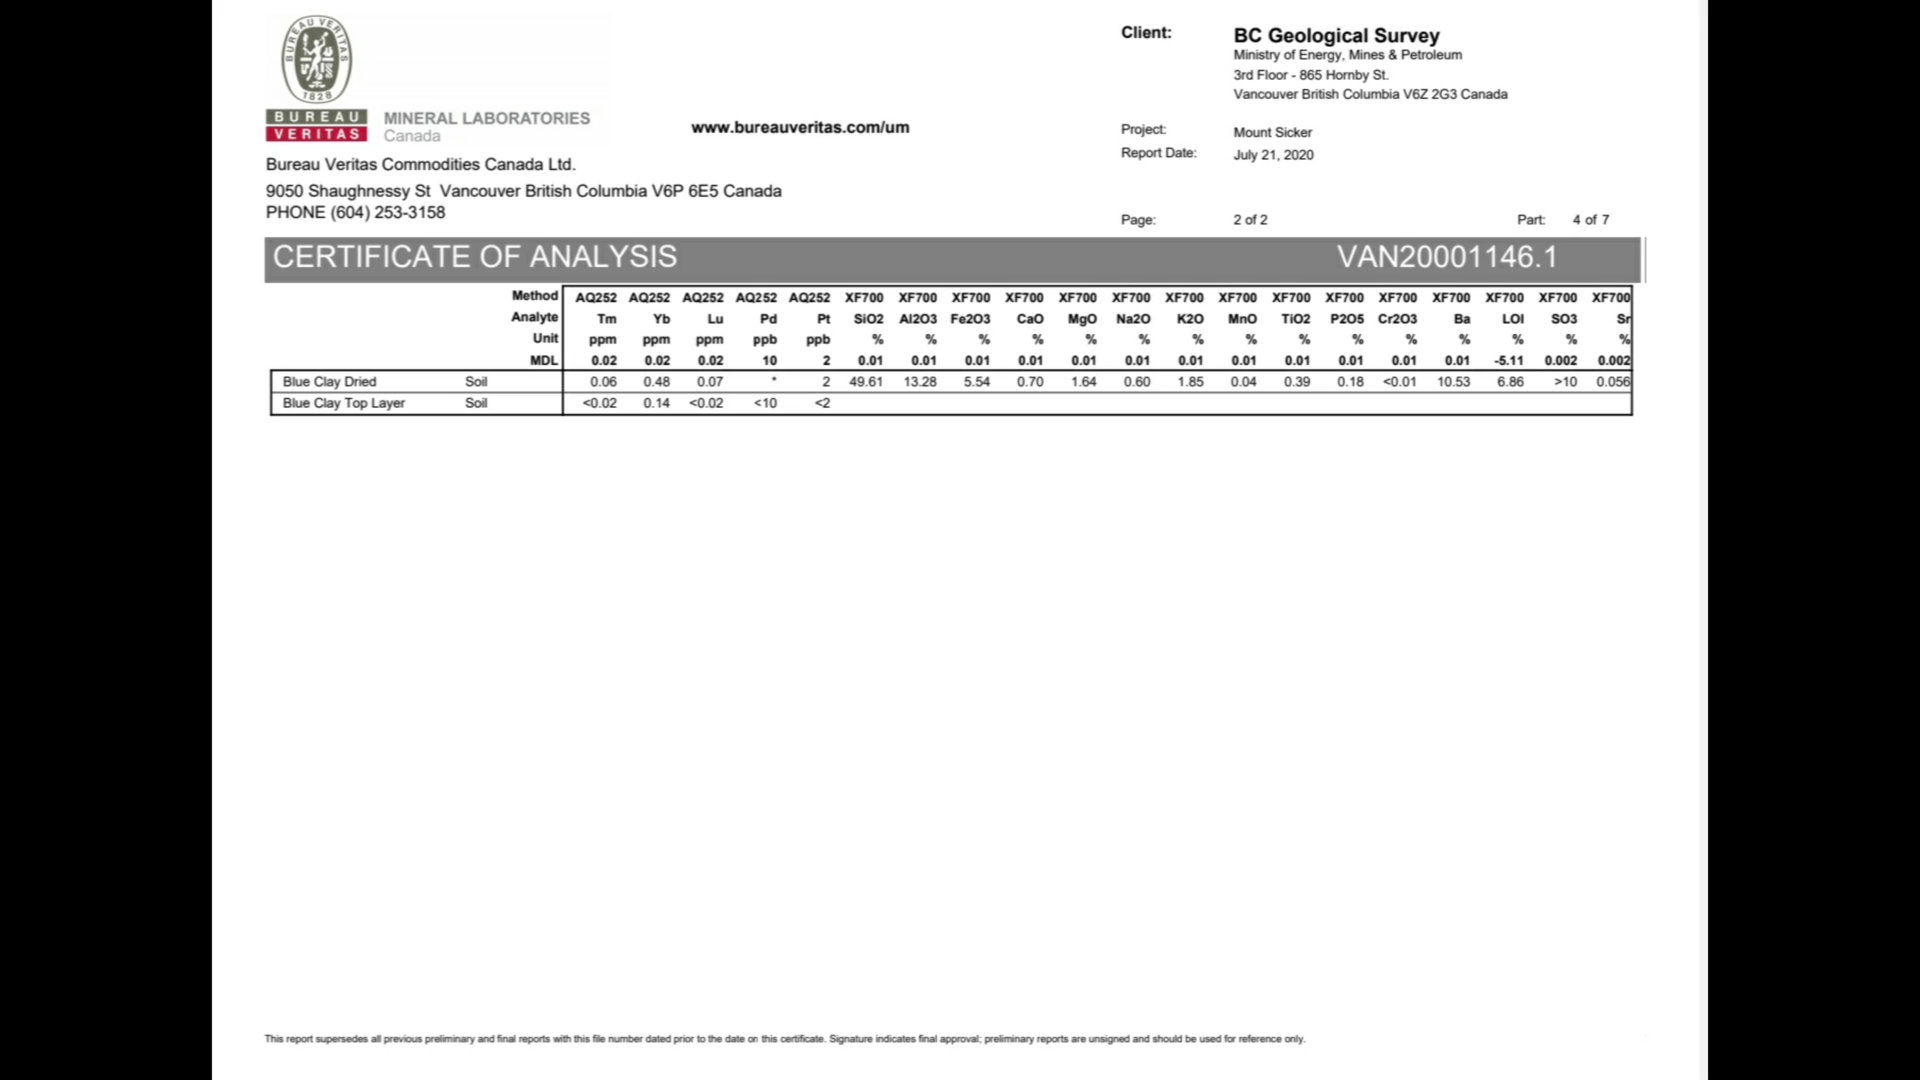 BUREAU VERITAS
1828
BUREAU
VERITAS
MINERAL LABORATORIES
Canada
www.bureauveritas.com/um
Client:
BC Geological Survey
Ministry of Energy, Mines & Petroleum
3rd Floor - 865 Hornby St.
Vancouver British Columbia V6Z 2G3 Canada
Project: Mount Sicker
Report Date: July 21, 2020
Bureau Veritas Commodities Canada Ltd.
9050 Shaughnessy St Vancouver British Columbia V6P 6E5 Canada
PHONE (604) 253-3158
Page: 2 of 2 Part: 4 of 7
CERTIFICATE OF ANALYSIS VAN20001146.1
Method AQ252 AQ252 AQ252 AQ252 AQ252 XF700 XF700 XF700 XF700 XF700 XF700 XF700 XF700 XF700 XF700 XF700 XF700 XF700 XF700 XF700
Analyte Tm Yb Lu Pd Pt SiO2 Al2O3 Fe2O3 CaO MgO Na2O K2O MnO TiO2 P2O5 Cr2O3 Ba LOI SO3 Sr
Unit ppm ppm ppm ppb ppb % % % % % % % % % % % % % % %
MDL 0.02 0.02 0.02 10 2 0.01 0.01 0.01 0.01 0.01 0.01 0.01 0.01 0.01 0.01 0.01 0.01 -5.11 0.002 0.002
Blue Clay Dried Soil 0.06 0.48 0.07 * 2 49.61 13.28 5.54 0.70 1.64 0.60 1.85 0.04 0.39 0.18 <0.01 10.53 6.86 >10 0.056
Blue Clay Top Layer Soil <0.02 0.14 <0.02 <10 <2
This report supersedes all previous preliminary and final reports with this file number dated prior to the date on this certificate. Signature indicates final approval; preliminary reports are unsigned and should be used for reference only.